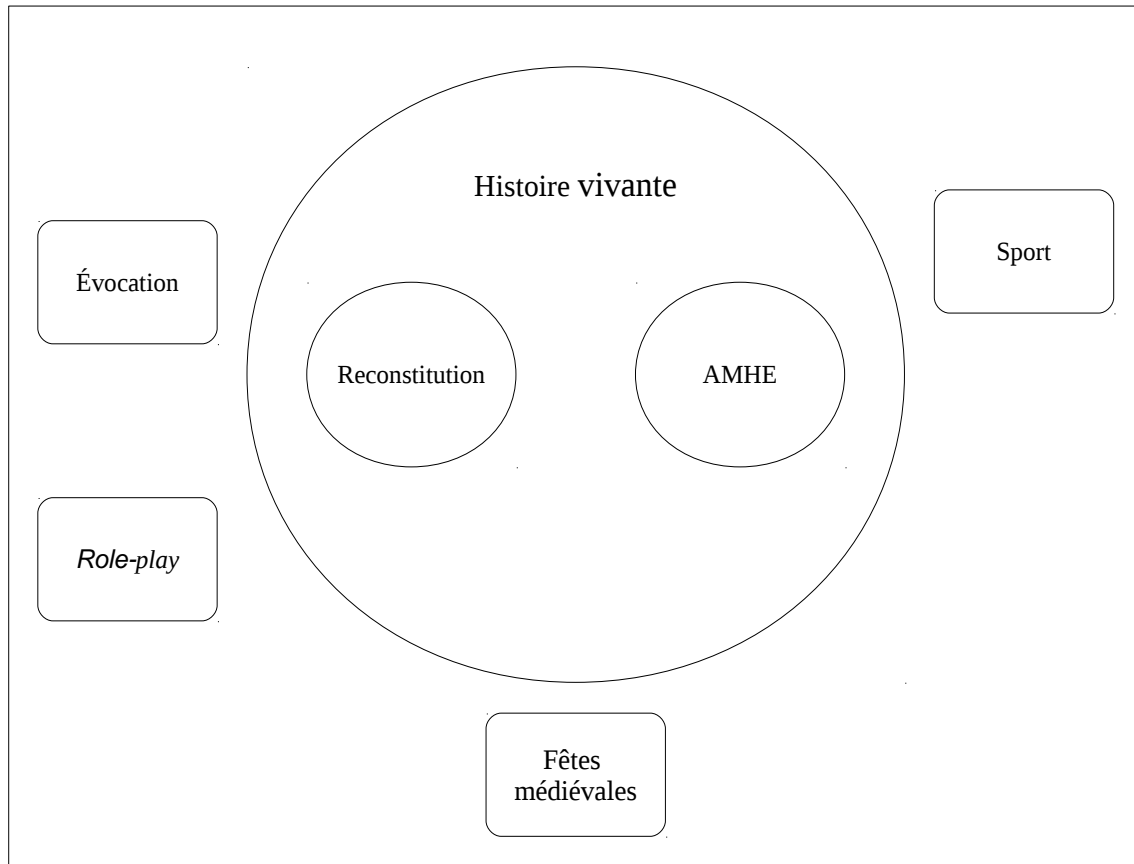 Histoire vivante
Sport
Évocation
Reconstitution
AMHE
Role-play
Fêtes
médiévales